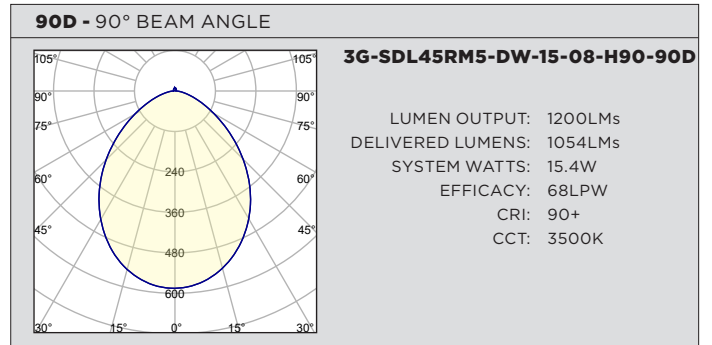 90D - 90° BEAM ANGLE
3G-SDL45RM5-DW-15-08-H90-90D
LUMEN OUTPUT: 1200LMs
DELIVERED LUMENS: 1054LMs
SYSTEM WATTS: 15.4W
EFFICACY: 68LPW
CRI: 90+
CCT: 3500K
105° 105°
90° 90°
75° 75°
240
60° 60°
360
45° 45°
480
600
30° 15° 0° 15° 30°